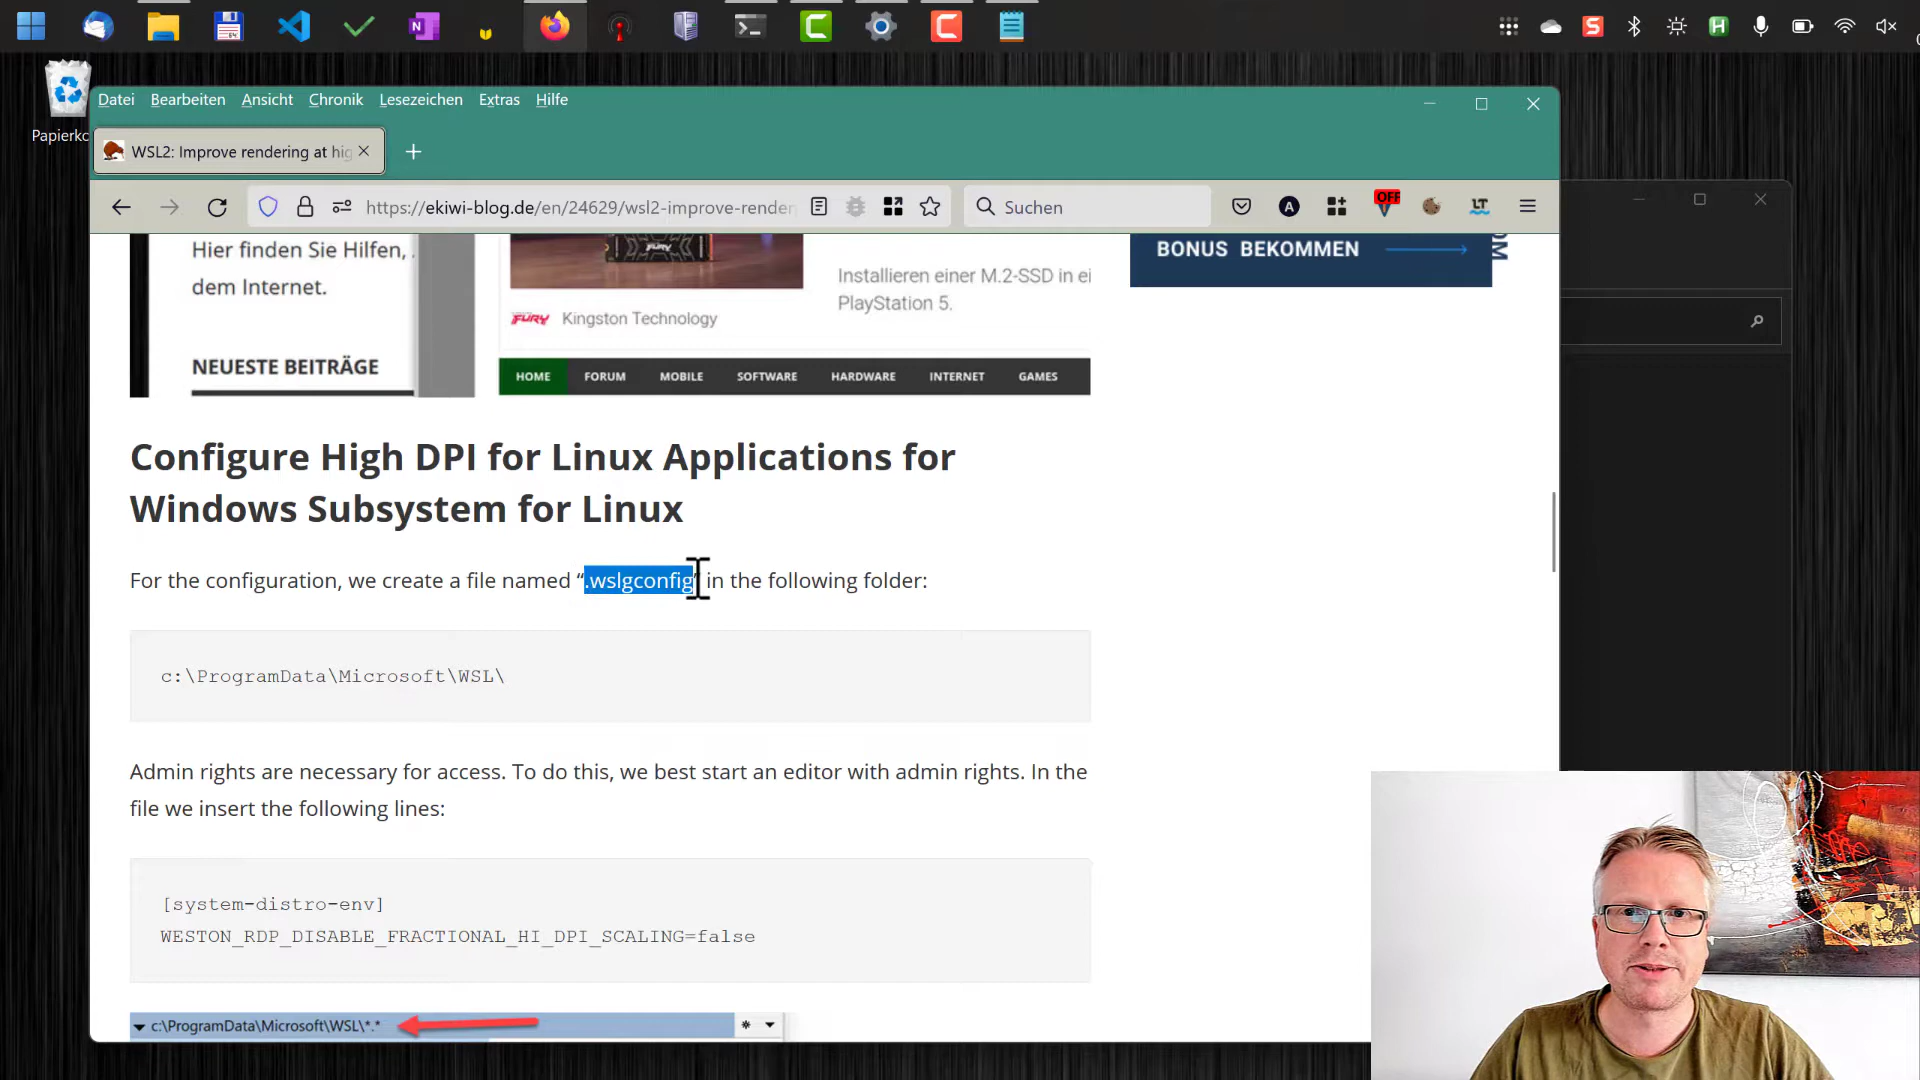 Papierko
Datei Bearbeiten Ansicht Chronik Lesezeichen Extras Hilfe
WSL2: Improve rendering at hig
https://ekiwi-blog.de/en/24629/wsl2-improve-render
Suchen
OFF
A
LT
Hier finden Sie Hilfen,
dem Internet.
NEUESTE BEITRÄGE
FURY
FURY Kingston Technology
Installieren einer M.2-SSD in ei
PlayStation 5.
BONUS BEKOMMEN
HOME FORUM MOBILE SOFTWARE HARDWARE INTERNET GAMES
Configure High DPI for Linux Applications for
Windows Subsystem for Linux
For the configuration, we create a file named “.wslgconfig” in the following folder:
c:\ProgramData\Microsoft\WSL\
Admin rights are necessary for access. To do this, we best start an editor with admin rights. In the
file we insert the following lines:
[system-distro-env]
WESTON_RDP_DISABLE_FRACTIONAL_HI_DPI_SCALING=false
c:\ProgramData\Microsoft\WSL\*.*